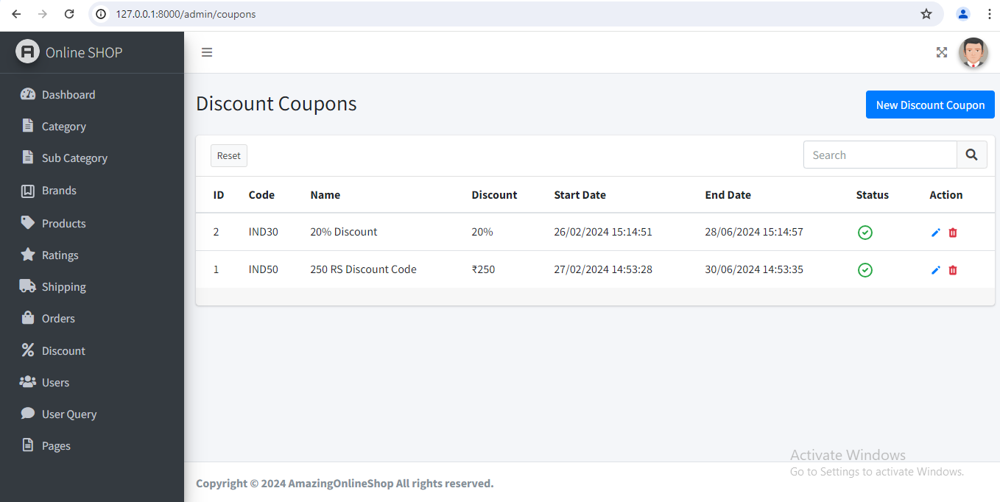 127.0.0.1:8000/admin/coupons
Online SHOP
Dashboard
Category
Sub Category
Brands
Products
Ratings
Shipping
Orders
Discount
Users
User Query
Pages
Discount Coupons
New Discount Coupon
Reset
Search
ID Code Name Discount Start Date End Date Status Action
2 IND30 20% Discount 20% 26/02/2024 15:14:51 28/06/2024 15:14:57
1 IND50 250 RS Discount Code ₹250 27/02/2024 14:53:28 30/06/2024 14:53:35
Activate Windows
Go to Settings to activate Windows.
Copyright © 2024 AmazingOnlineShop All rights reserved.